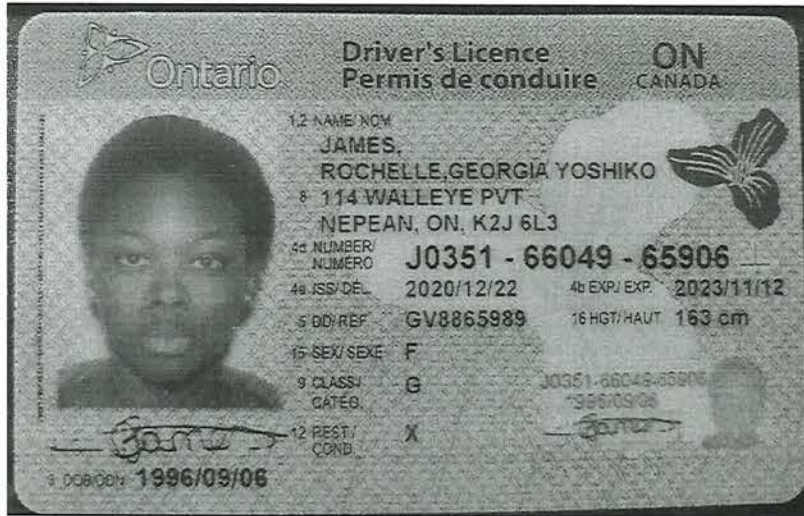 Ontario
Driver's Licence
Permis de conduire
ON
CANADA
1,2 NAME/ NOM
JAMES,
ROCHELLE,GEORGIA YOSHIKO
8 114 WALLEYE PVT
NEPEAN, ON, K2J 6L3
4d NUMBER/ NUMÉRO J0351 - 66049 - 65906
4a ISS/DÉL. 2020/12/22 4b EXP./ EXP. 2023/11/12
5 DD/REF. GV8865989 16 HGT/HAUT. 163 cm
15 SEX/ SEXE F
9 CLASS./ CATÉG. G
J0351-66049-65906
1996/09/06
12 REST./ COND. X
3 DOB/DDN 1996/09/06